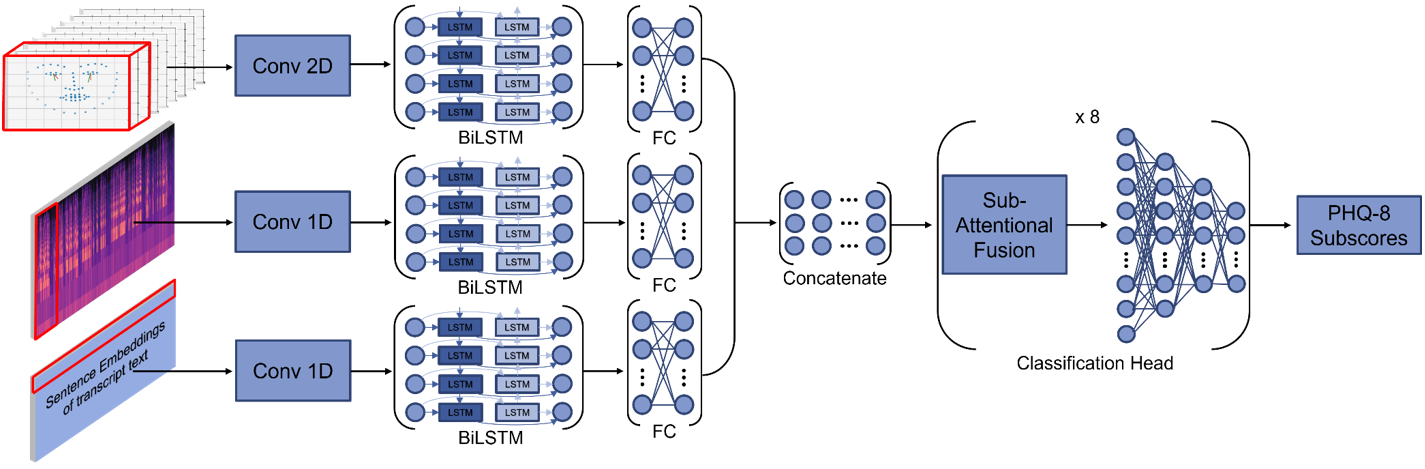 Conv 2D
LSTM LSTM
LSTM LSTM
LSTM LSTM
LSTM LSTM
BiLSTM
FC
Conv 1D
LSTM LSTM
LSTM LSTM
LSTM LSTM
LSTM LSTM
BiLSTM
FC
Sentence Embeddings
of transcript text
Conv 1D
LSTM LSTM
LSTM LSTM
LSTM LSTM
LSTM LSTM
BiLSTM
FC
Concatenate
x 8
Sub-
Attentional
Fusion
Classification Head
PHQ-8
Subscores